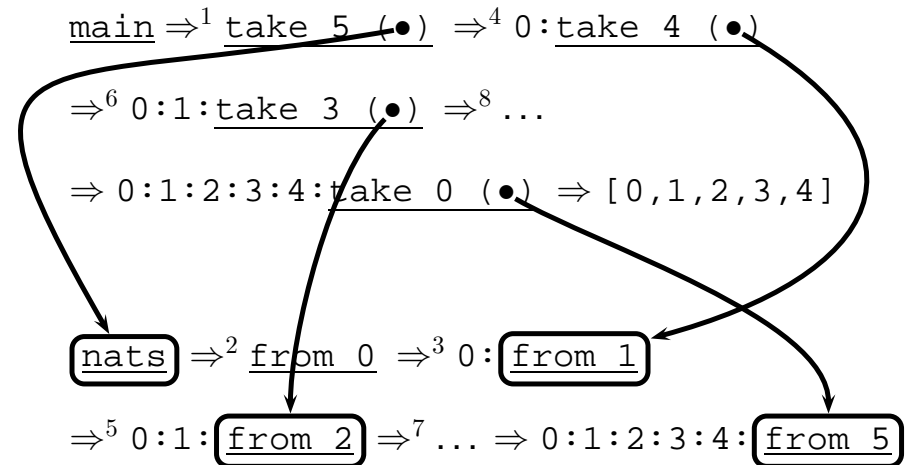 main ⇒¹ take 5 (●) ⇒⁴ 0:take 4 (●)
⇒⁶ 0:1:take 3 (●) ⇒⁸ ...
⇒ 0:1:2:3:4:take 0 (●) ⇒ [0,1,2,3,4]
nats ⇒² from 0 ⇒³ 0:from 1
⇒⁵ 0:1:from 2 ⇒⁷ ... ⇒ 0:1:2:3:4:from 5